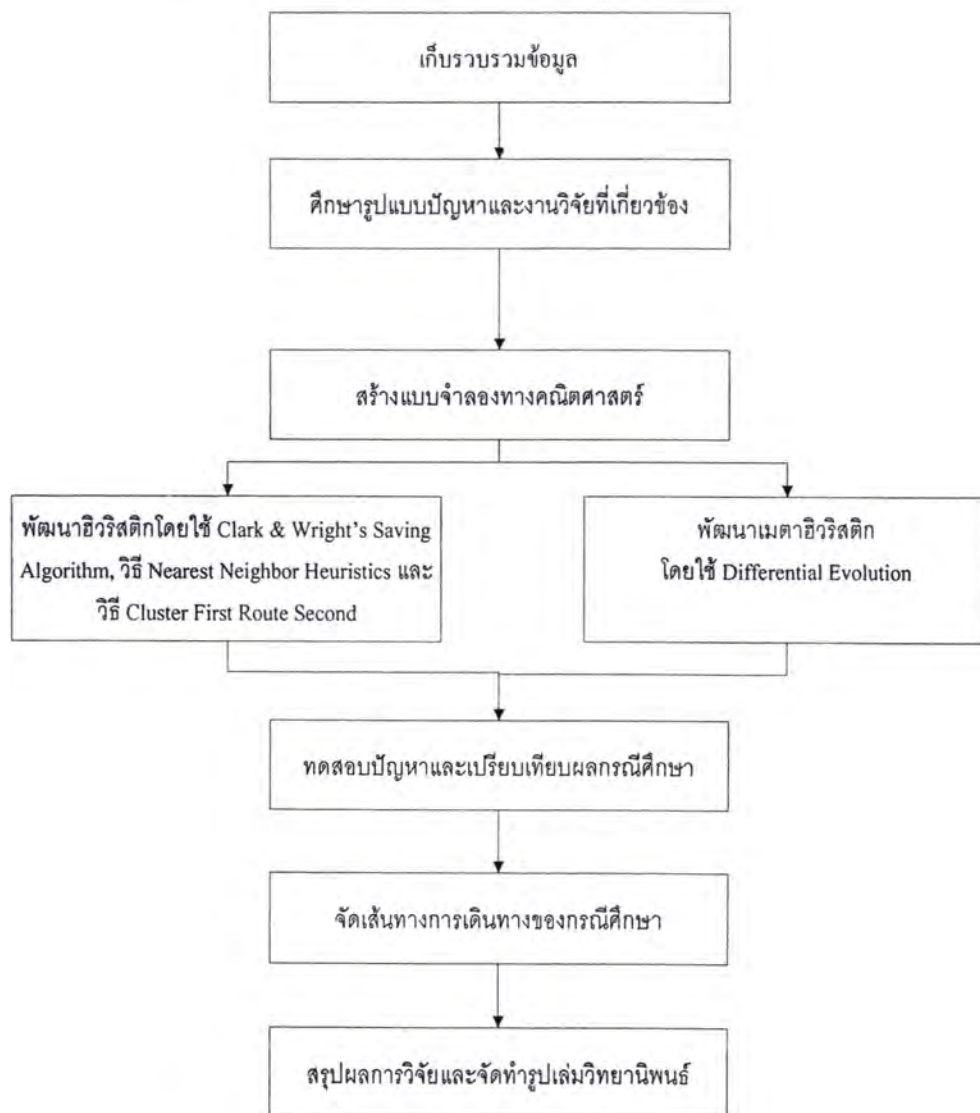 เก็บรวบรวมข้อมูล
ศึกษารูปแบบปัญหาและงานวิจัยที่เกี่ยวข้อง
สร้างแบบจำลองทางคณิตศาสตร์
พัฒนาฮิวริสติกโดยใช้ Clark & Wright's Saving
Algorithm, วิธี Nearest Neighbor Heuristics และ
วิธี Cluster First Route Second
พัฒนาเมตาฮิวริสติก
โดยใช้ Differential Evolution
ทดสอบปัญหาและเปรียบเทียบผลกรณีศึกษา
จัดเส้นทางการเดินทางของกรณีศึกษา
สรุปผลการวิจัยและจัดทำรูปเล่มวิทยานิพนธ์